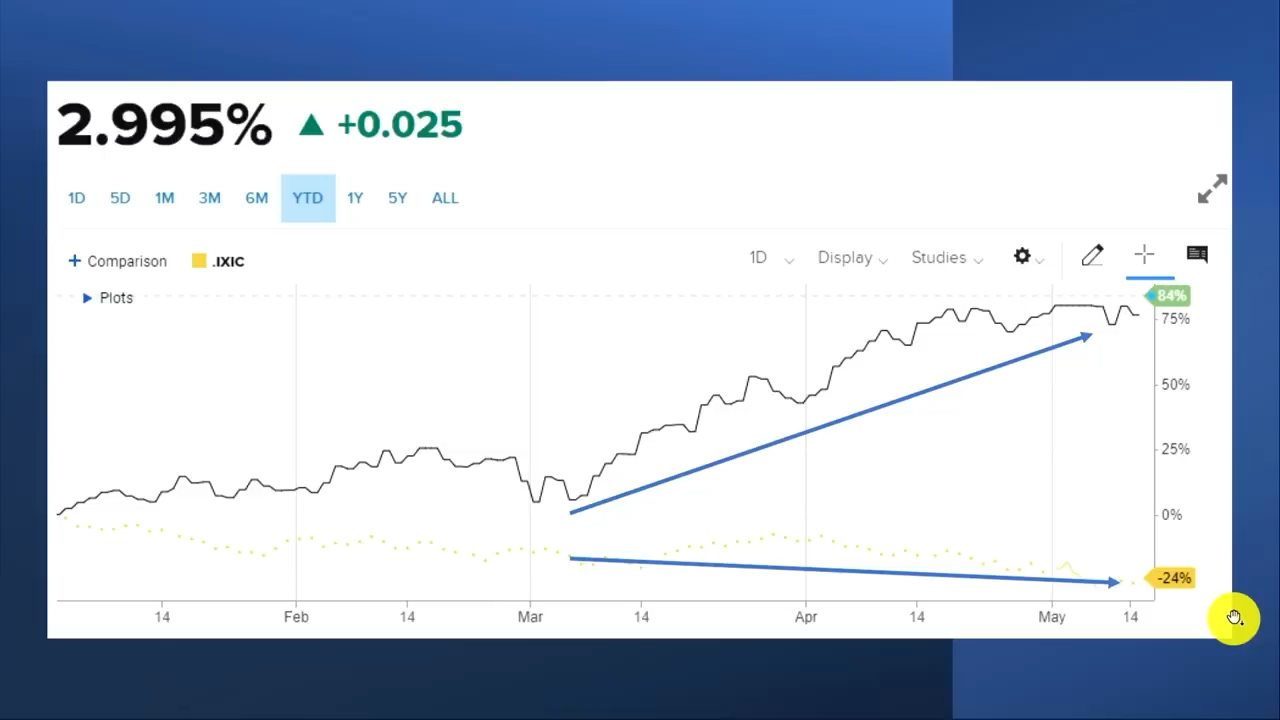 2.995% ▲ +0.025
1D 5D 1M 3M 6M YTD 1Y 5Y ALL
+ Comparison .IXIC 1D Display Studies
Plots
84%
75%
50%
25%
0%
-24%
14 Feb 14 Mar 14 Apr 14 May 14